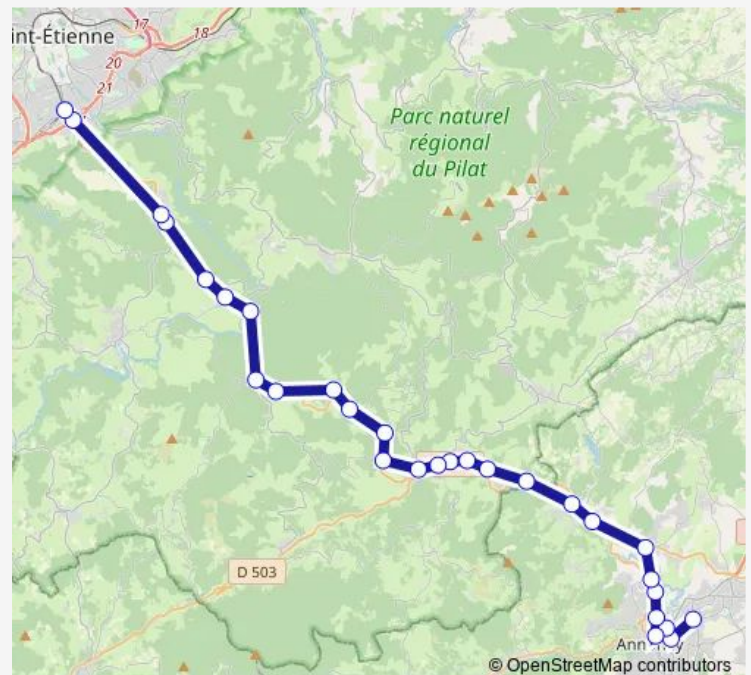 int-Étienne
17
18
20
21
Parc naturel
régional
du Pilat
D 503
© OpenStreetMap contributors